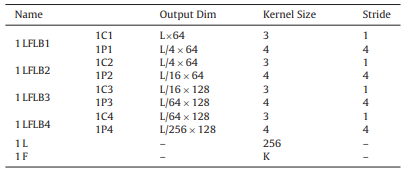 Name Output Dim Kernel Size Stride
1 LFLB1 1C1 L×64 3 1
1P1 L/4 × 64 4 4
1 LFLB2 1C2 L/4 × 64 3 1
1P2 L/16 × 64 4 4
1 LFLB3 1C3 L/16 × 128 3 1
1P3 L/64 × 128 4 4
1 LFLB4 1C4 L/64 × 128 3 1
1P4 L/256 × 128 4 4
1 L – 256 –
1 F – K –